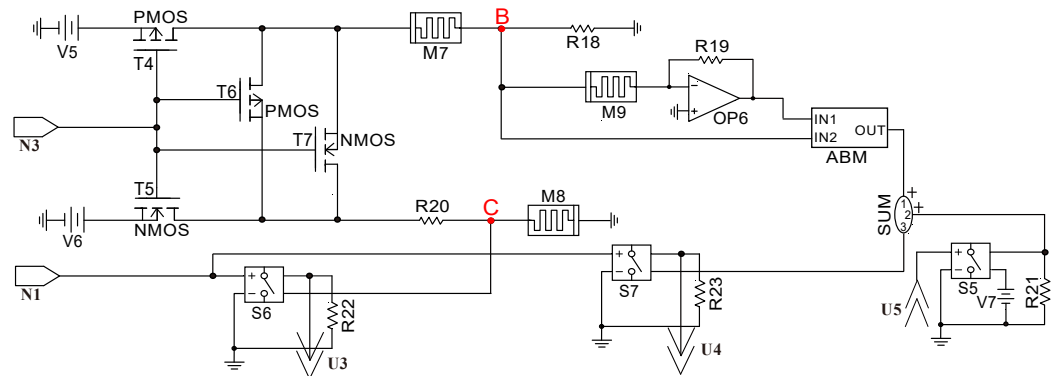 PMOS
V5
T4
M7
B
R18
R19
T6
PMOS
M9
OP6
IN1
IN2
OUT
ABM
N3
T7
NMOS
T5
V6
NMOS
R20
C
M8
SUM
1
2
3
+
+
N1
+
−
S6
R22
U3
+
−
S7
R23
U4
U5
+
−
S5
V7
R21
−
+